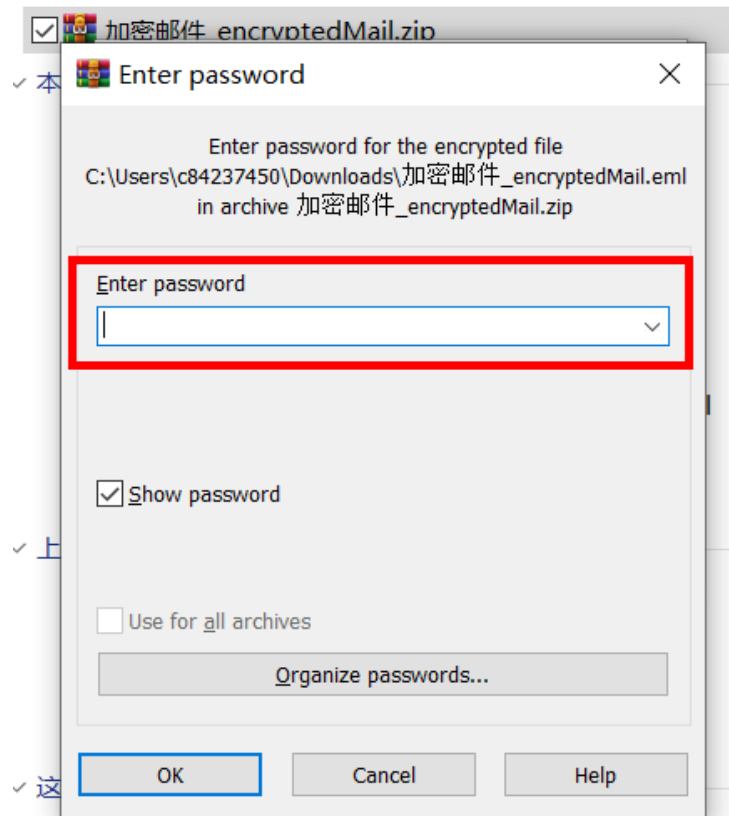 加密邮件_encryptedMail.zip
本
Enter password
Enter password for the encrypted file
C:\Users\c84237450\Downloads\加密邮件_encryptedMail.eml
in archive 加密邮件_encryptedMail.zip
Enter password
Show password
上
Use for all archives
Organize passwords...
OK Cancel Help
这